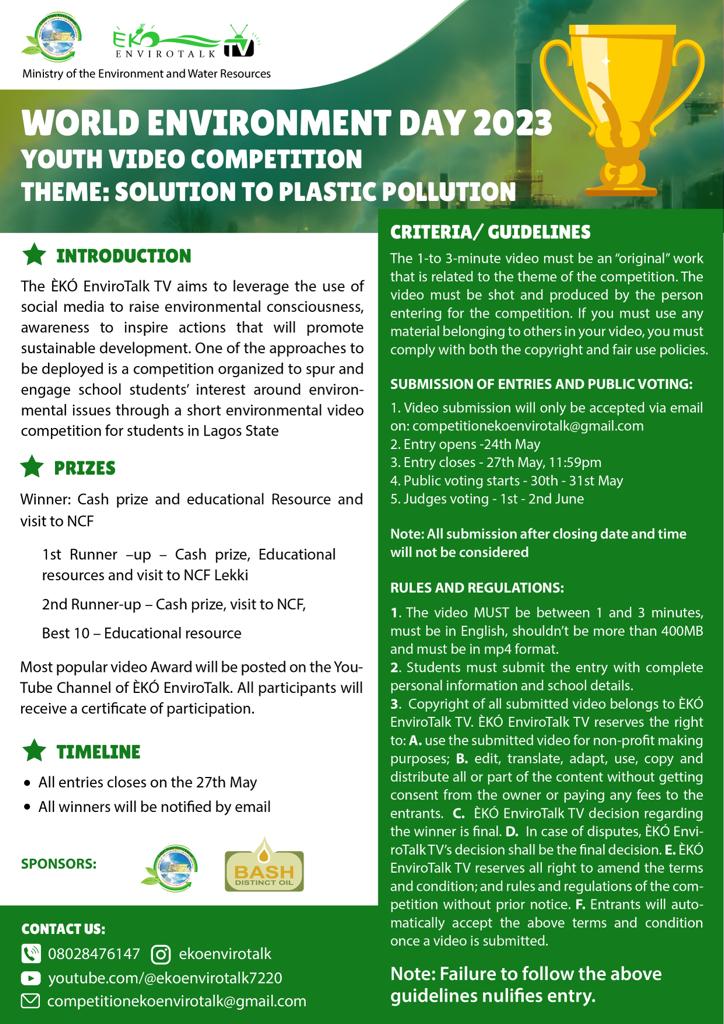 ÈKÓ
ENVIROTALK TV
Ministry of the Environment and Water Resources
WORLD ENVIRONMENT DAY 2023
YOUTH VIDEO COMPETITION
THEME: SOLUTION TO PLASTIC POLLUTION
INTRODUCTION
The ÈKÓ EnviroTalk TV aims to leverage the use of
social media to raise environmental consciousness,
awareness to inspire actions that will promote
sustainable development. One of the approaches to
be deployed is a competition organized to spur and
engage school students’ interest around environ-
mental issues through a short environmental video
competition for students in Lagos State
PRIZES
Winner: Cash prize and educational Resource and
visit to NCF
1st Runner –up – Cash prize, Educational
resources and visit to NCF Lekki
2nd Runner-up – Cash prize, visit to NCF,
Best 10 – Educational resource
Most popular video Award will be posted on the You-
Tube Channel of ÈKÓ EnviroTalk. All participants will
receive a certificate of participation.
TIMELINE
• All entries closes on the 27th May
• All winners will be notified by email
SPONSORS:
BASH
DISTINCT OIL
CONTACT US:
08028476147 ekoenvirotalk
youtube.com/@ekoenvirotalk7220
competitionekoenvirotalk@gmail.com
CRITERIA/ GUIDELINES
The 1-to 3-minute video must be an “original” work
that is related to the theme of the competition. The
video must be shot and produced by the person
entering for the competition. If you must use any
material belonging to others in your video, you must
comply with both the copyright and fair use policies.
SUBMISSION OF ENTRIES AND PUBLIC VOTING:
1. Video submission will only be accepted via email
on: competitionekoenvirotalk@gmail.com
2. Entry opens -24th May
3. Entry closes - 27th May, 11:59pm
4. Public voting starts - 30th - 31st May
5. Judges voting - 1st - 2nd June
Note: All submission after closing date and time
will not be considered
RULES AND REGULATIONS:
1. The video MUST be between 1 and 3 minutes,
must be in English, shouldn’t be more than 400MB
and must be in mp4 format.
2. Students must submit the entry with complete
personal information and school details.
3. Copyright of all submitted video belongs to ÈKÓ
EnviroTalk TV. ÈKÓ EnviroTalk TV reserves the right
to: A. use the submitted video for non-profit making
purposes; B. edit, translate, adapt, use, copy and
distribute all or part of the content without getting
consent from the owner or paying any fees to the
entrants. C. ÈKÓ EnviroTalk TV decision regarding
the winner is final. D. In case of disputes, ÈKÓ Envi-
roTalk TV’s decision shall be the final decision. E. ÈKÓ
EnviroTalk TV reserves all right to amend the terms
and condition; and rules and regulations of the com-
petition without prior notice. F. Entrants will auto-
matically accept the above terms and condition
once a video is submitted.
Note: Failure to follow the above
guidelines nulifies entry.